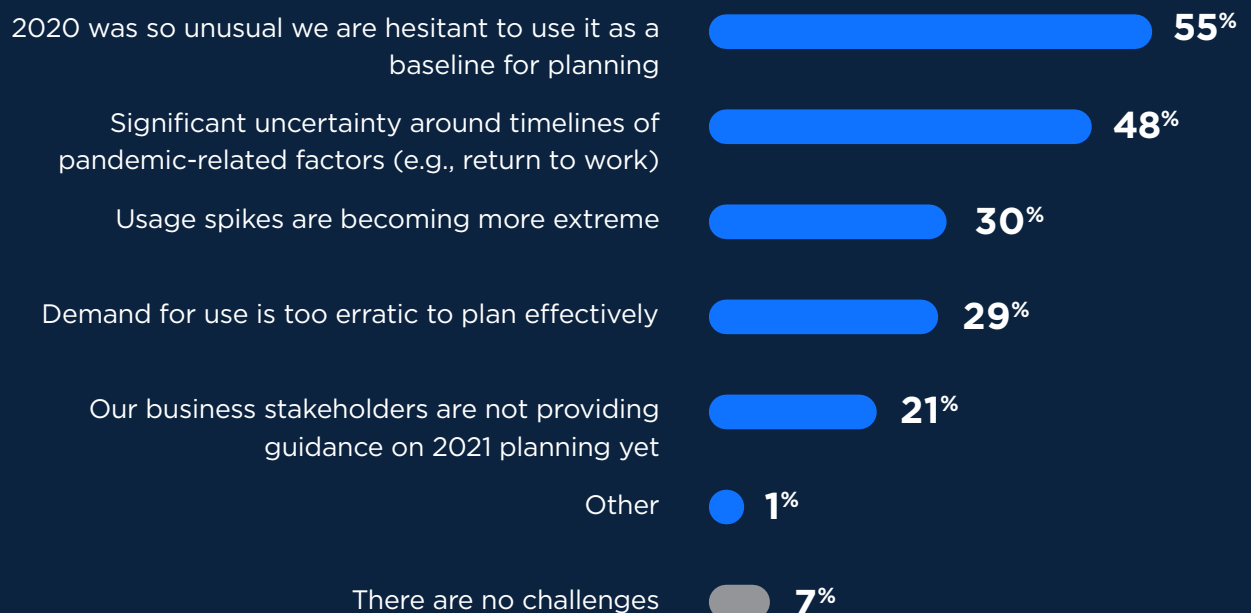 2020 was so unusual we are hesitant to use it as a
baseline for planning
55%
Significant uncertainty around timelines of
pandemic-related factors (e.g., return to work)
48%
Usage spikes are becoming more extreme
30%
Demand for use is too erratic to plan effectively
29%
Our business stakeholders are not providing
guidance on 2021 planning yet
21%
Other
1%
There are no challenges
7%